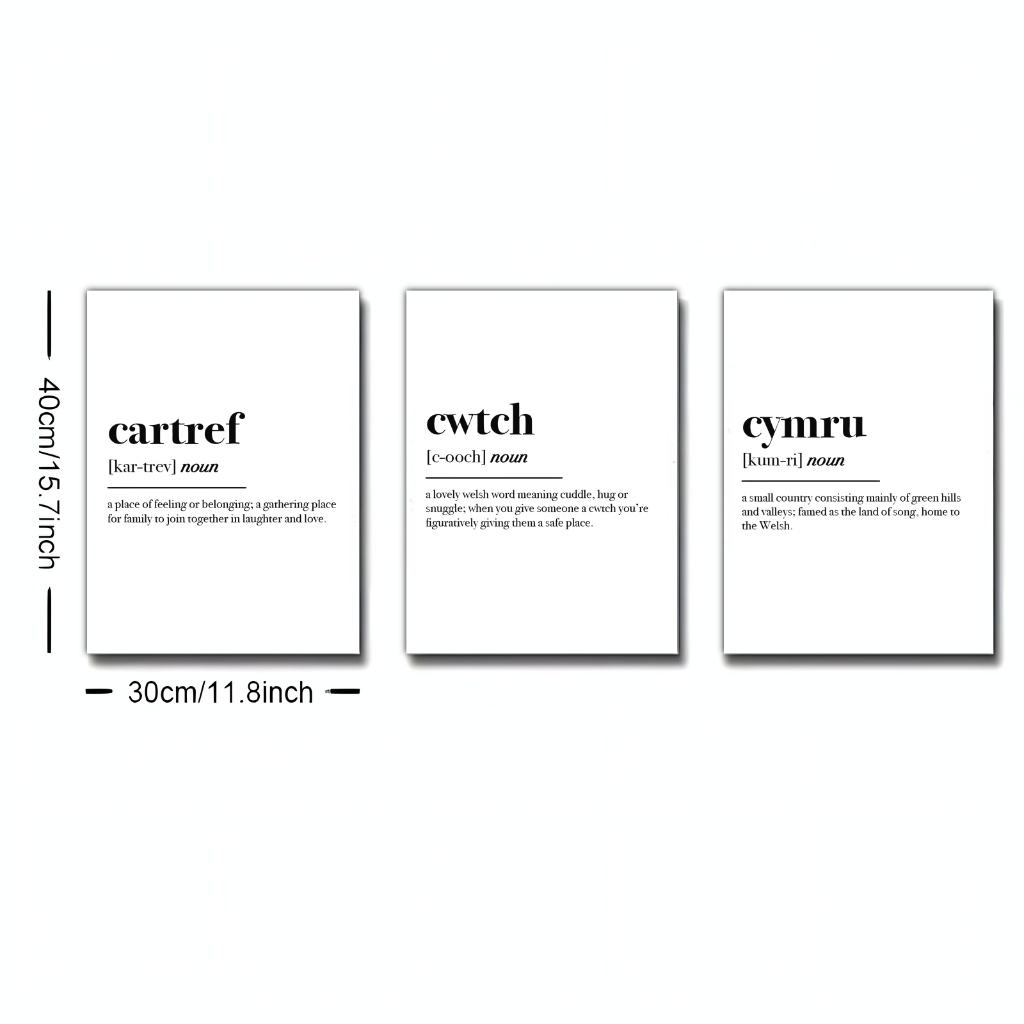 40cm/15.7inch
cartref
[kar-trev] noun
a place of feeling or belonging; a gathering place
for family to join together in laughter and love.
cwtch
[c-ooch] noun
a lovely welsh word meaning cuddle, hug or
snuggle; when you give someone a cwtch you're
figuratively giving them a safe place.
cymru
[kum-ri] noun
a small country consisting mainly of green hills
and valleys; famed as the land of song, home to
the Welsh.
30cm/11.8inch